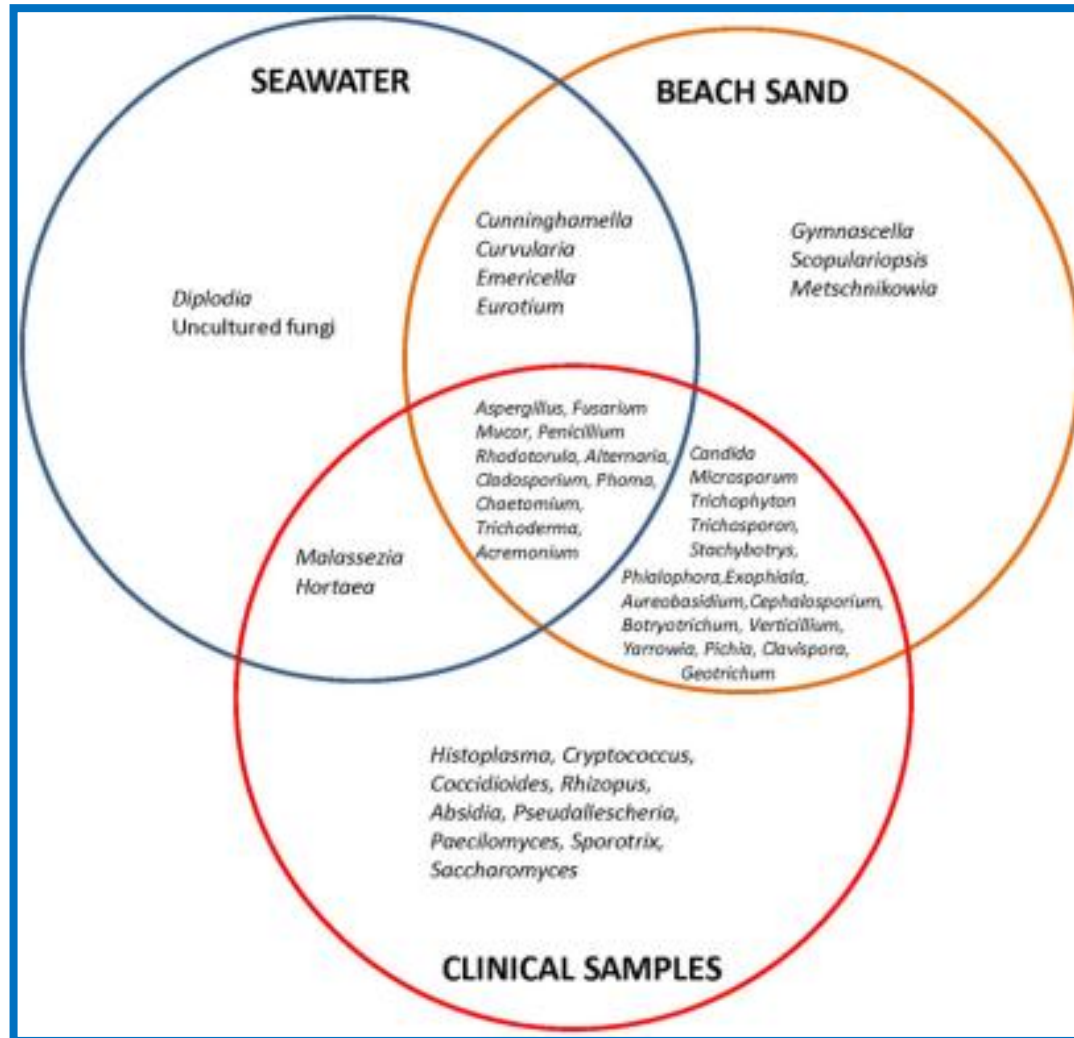 SEAWATER
BEACH SAND
Cunninghamella
Curvularia
Emericella
Eurotium
Gymnascella
Scopulariopsis
Metschnikowia
Diplodia
Uncultured fungi
Aspergillus, Fusarium
Mucor, Penicillium
Rhodotorula, Alternaria,
Cladosporium, Phoma,
Chaetomium,
Trichoderma,
Acremonium
Candida
Microsporum
Trichophyton
Trichosporon,
Stachybotrys,
Phialophora,Exophiala,
Aureobasidium,Cephalosporium,
Botryotrichum, Verticillium,
Yarrowia, Pichia, Clavispora,
Geotrichum
Malassezia
Hortaea
Histoplasma, Cryptococcus,
Coccidioides, Rhizopus,
Absidia, Pseudallescheria,
Paecilomyces, Sporotrix,
Saccharomyces
CLINICAL SAMPLES